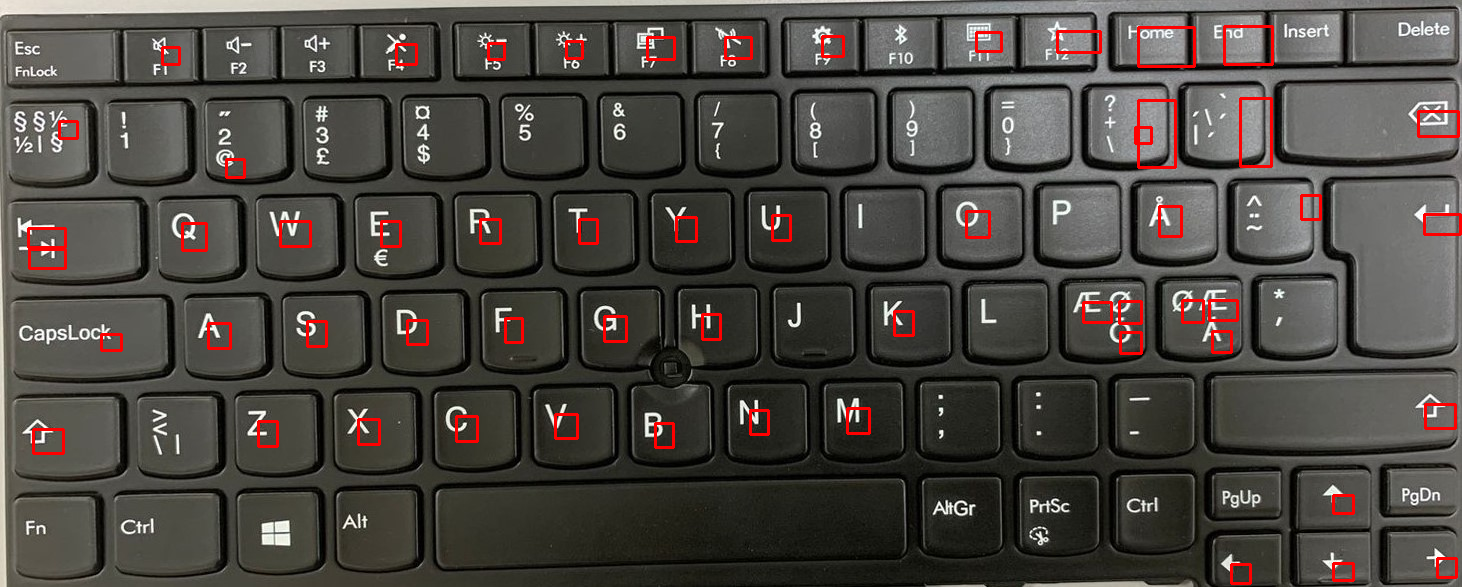 Esc F1 F2 F3 F4 F5 F6 F7 F8 F9 F10 F11 F12 Home End Insert Delete
FnLock
§ § ½ ! ″ # ¤ % & / ( ) = ? `
½ | § 1 2 3 4 5 6 7 8 9 0 + ´ \ ´
@ £ $ { [ ] } \ | ´
Q W E R T Y U I O P Å ^
€ ¨
~
CapsLock A S D F G H J K L Æ Ø Ø Æ *
Ö Ä ,
> Z X C V B N M ; : —
< , . -
\ |
Fn Ctrl Alt AltGr PrtSc Ctrl PgUp PgDn